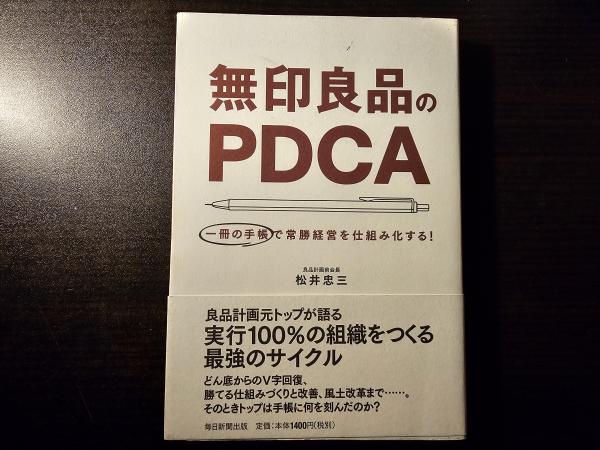 無印良品の
PDCA
一冊の手帳で常勝経営を仕組み化する!
良品計画前会長
松井忠三
良品計画元トップが語る
実行100%の組織をつくる
最強のサイクル
どん底からのV字回復、
勝てる仕組みづくりと改善、風土改革まで……。
そのときトップは手帳に何を刻んだのか?
毎日新聞出版 定価:本体1400円(税別)